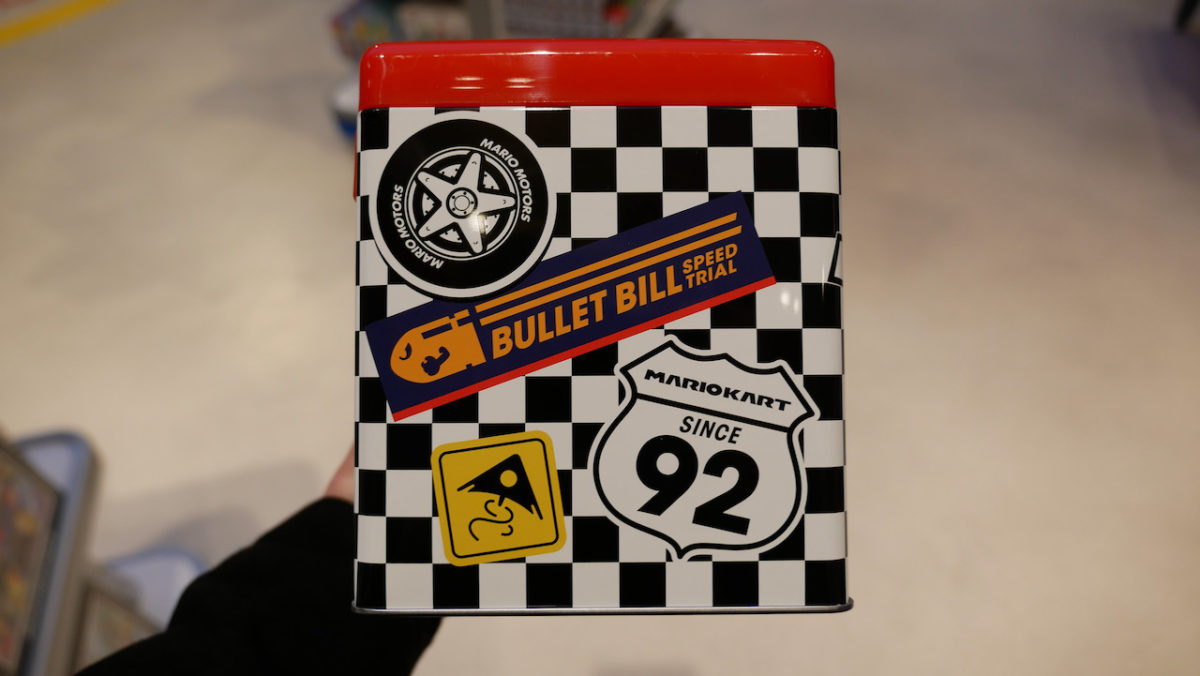 MARIO MOTORS
MARIO MOTORS
BULLET BILL
SPEED
TRIAL
MARIOKART
SINCE
92